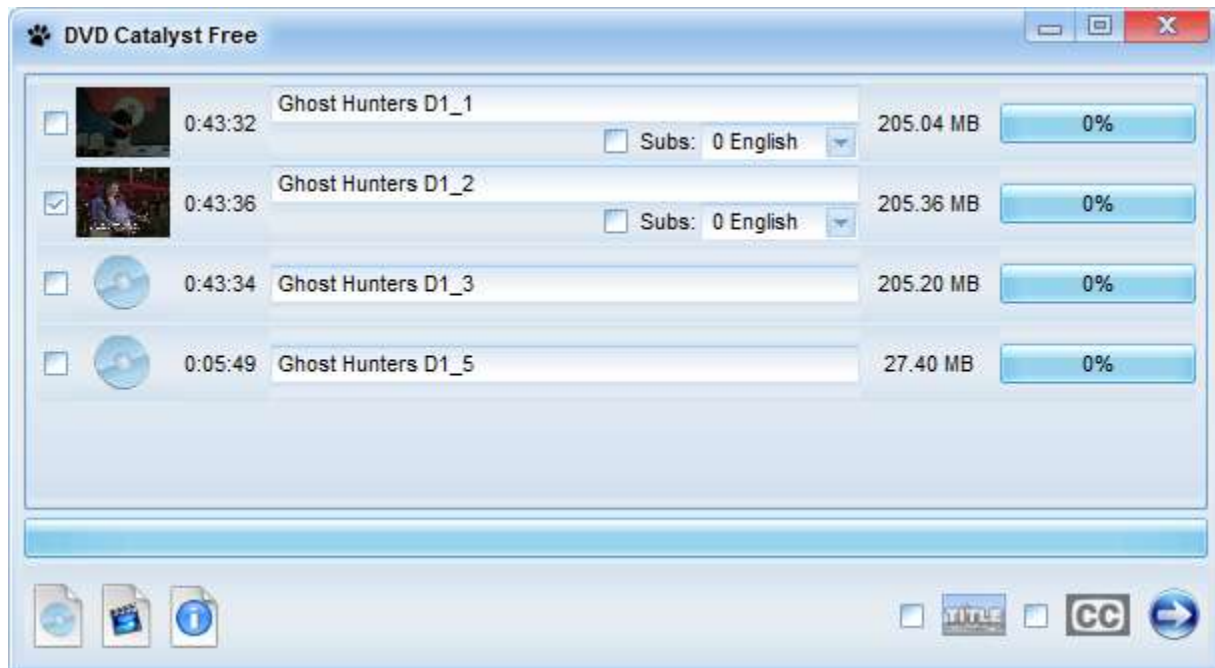 DVD Catalyst Free
0:43:32 Ghost Hunters D1_1 205.04 MB 0%
Subs: 0 English
0:43:36 Ghost Hunters D1_2 205.36 MB 0%
Subs: 0 English
0:43:34 Ghost Hunters D1_3 205.20 MB 0%
0:05:49 Ghost Hunters D1_5 27.40 MB 0%
TITLE CC